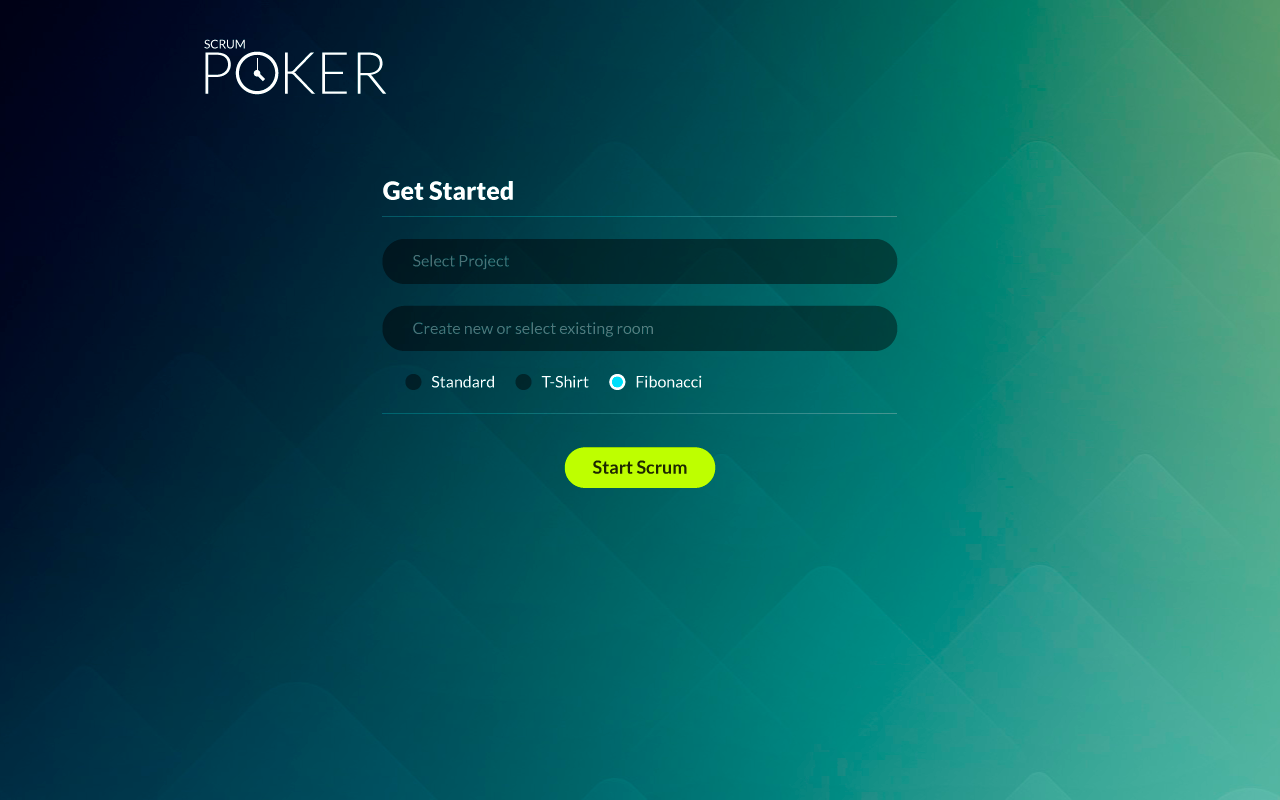 SCRUM
POKER
Get Started
Select Project
Create new or select existing room
Standard T-Shirt Fibonacci
Start Scrum